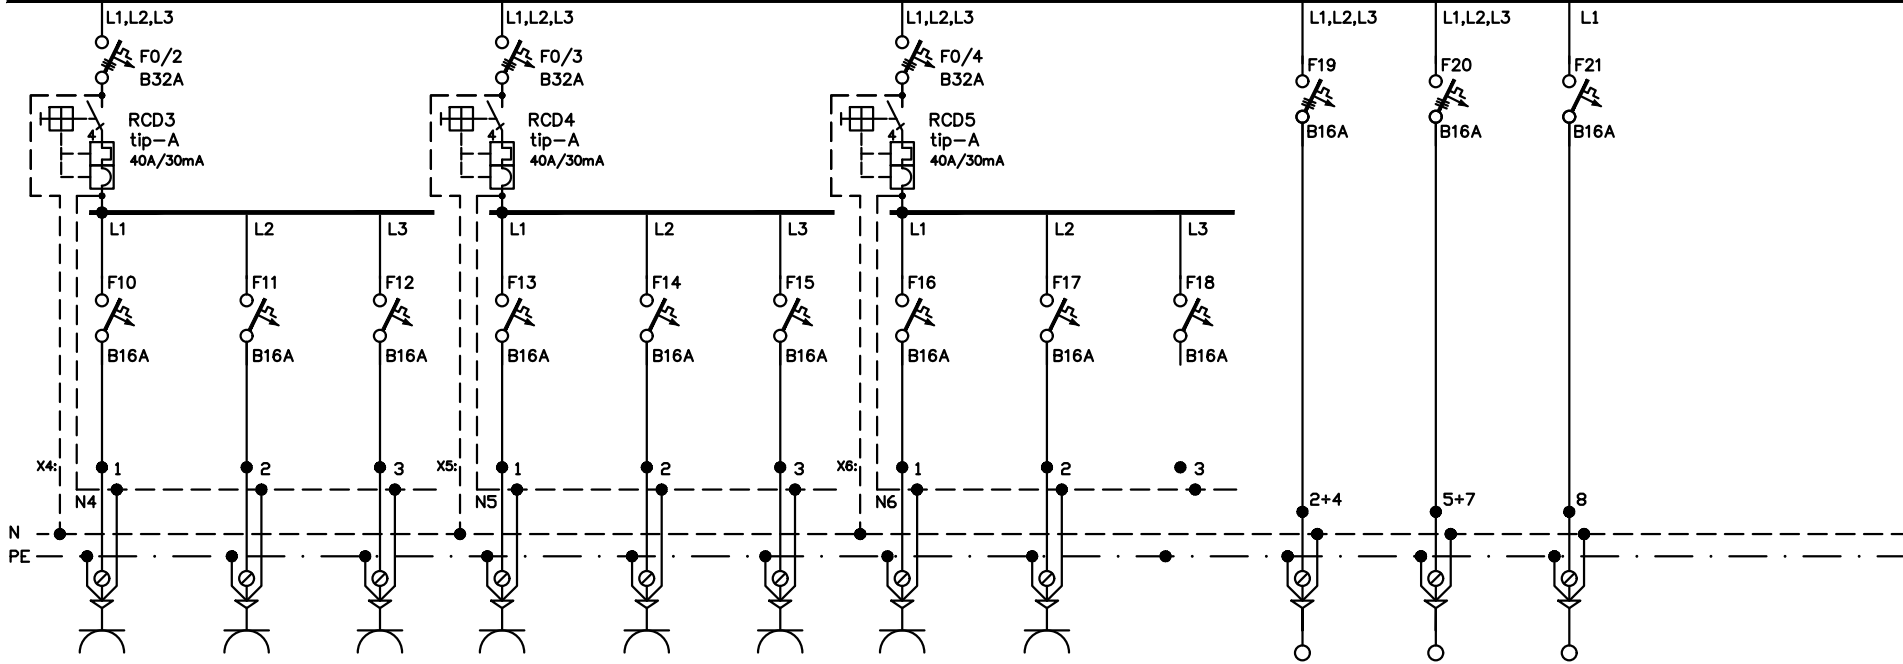 L1,L2,L3 L1,L2,L3 L1,L2,L3 L1,L2,L3 L1,L2,L3 L1
F0/2 F0/3 F0/4 F19 F20 F21
B32A B32A B32A
RCD3 RCD4 RCD5 B16A B16A B16A
4 4 4
tip-A tip-A tip-A
40A/30mA 40A/30mA 40A/30mA
L1 L2 L3 L1 L2 L3 L1 L2 L3
F10 F11 F12 F13 F14 F15 F16 F17 F18
B16A B16A B16A B16A B16A B16A B16A B16A B16A
X4: 1 2 3 X5: 1 2 3 X6: 1 2 3
N4 N5 N6 2+4 5+7 8
N
PE